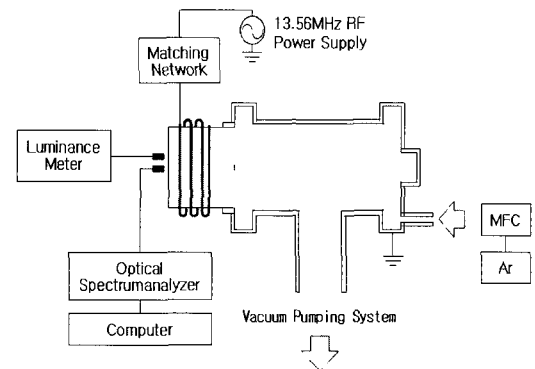 13.56MHz RF
Power Supply
Matching
Network
Luminance
Meter
MFC
Ar
Optical
Spectrumanalyzer
Computer
Vacuum Pumping System